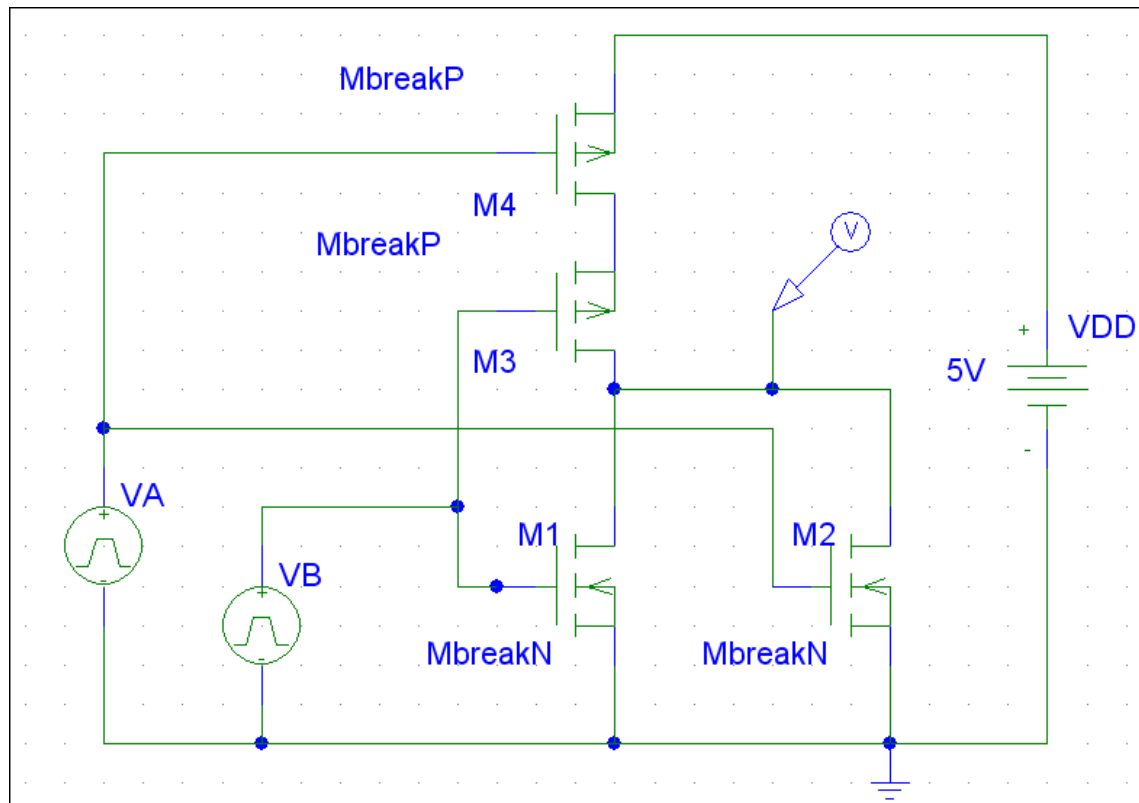 MbreakP
M4
MbreakP
V
+
VDD
M3
5V
-
VA
+
M1
M2
-
VB
+
MbreakN
MbreakN
-